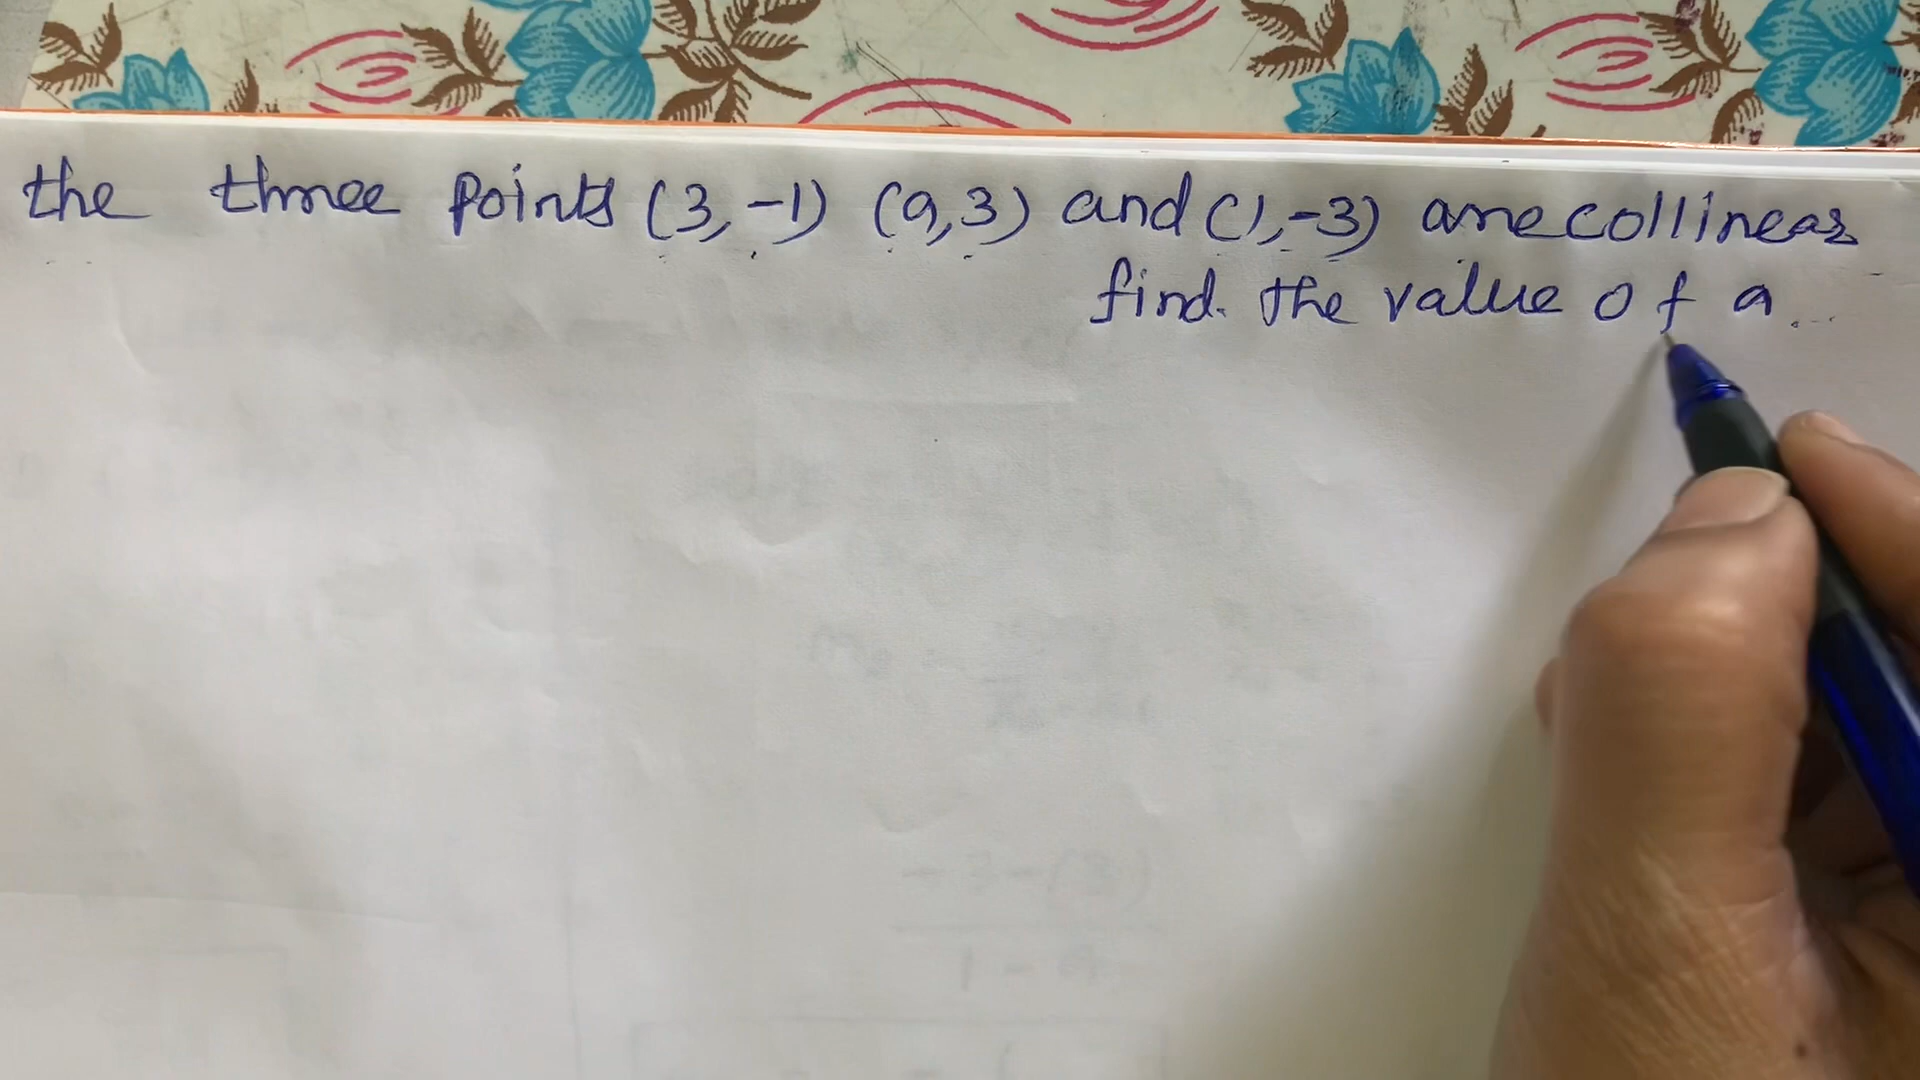 the three points (3,-1) (a,3) and (1,-3) are collinear
find. the value of a.